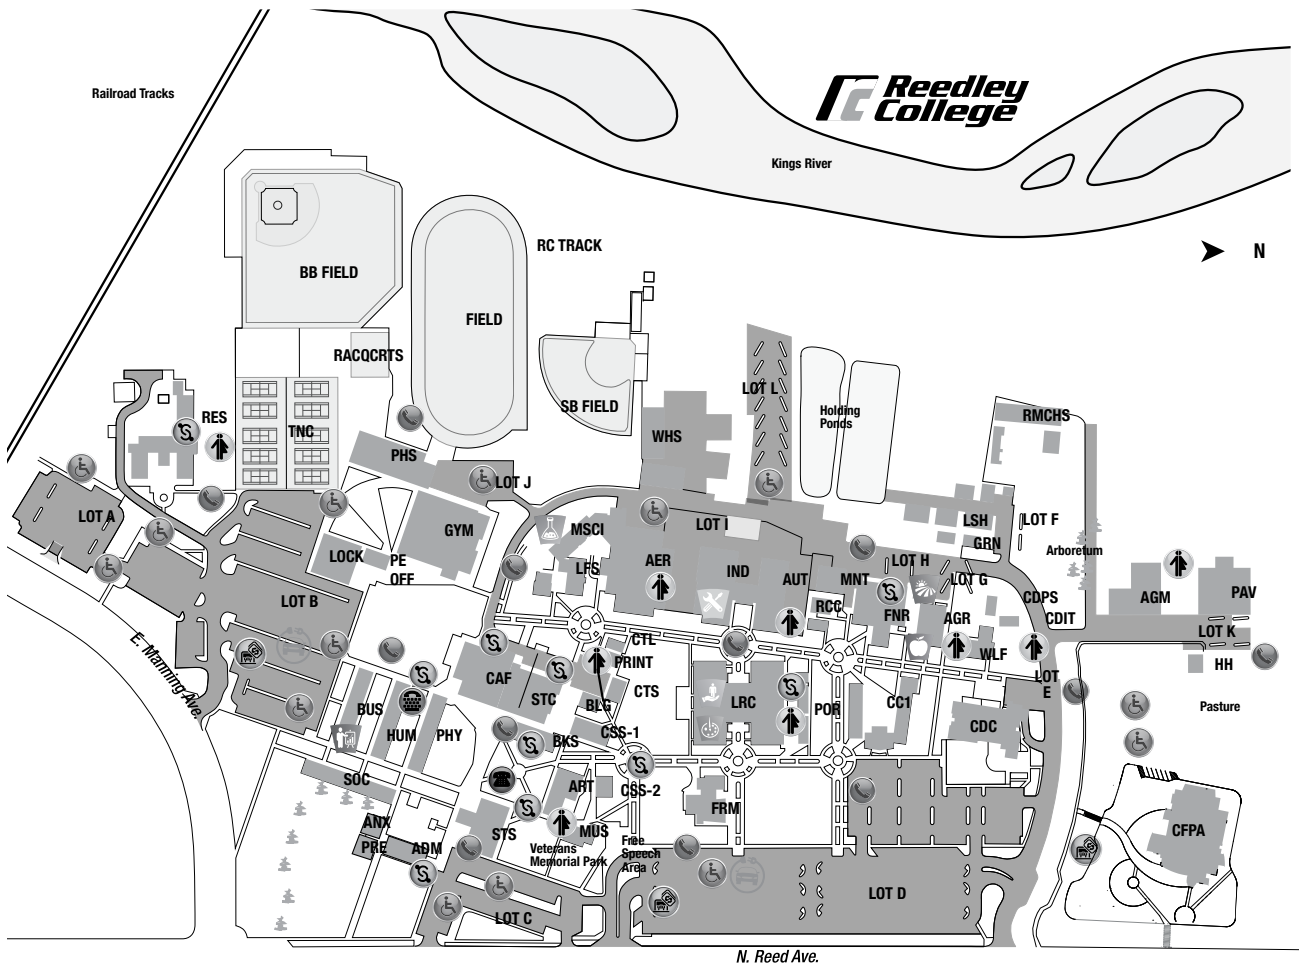 Railroad Tracks
Reedley
College
Kings River
N
RC TRACK
BB FIELD
FIELD
RACQCRTS
SB FIELD
LOT L
Holding
Ponds
RMCHS
RES
TNC
WHS
PHS
LOT J
LOT A
GYM
MSCI
LOT I
LSH
LOT F
GRN
Arboretum
LOCK
PE
OFF
LFS
AER
IND
AUT
MNT
LOT H
LOT G
CDPS
CDIT
AGM
PAV
LOT B
RCC
FNR
AGR
LOT K
E. Manning Ave.
CTL
PRINT
WLF
HH
CAF
STC
CTS
LOT
E
BLG
LRC
POR
CC1
Pasture
BUS
HUM
PHY
BKS
CSS-1
CDC
SOC
ART
CSS-2
FRM
ANX
PRE
ADM
STS
MUS
CFPA
Veterans
Memorial Park
Free
Speech
Area
LOT C
LOT D
N. Reed Ave.